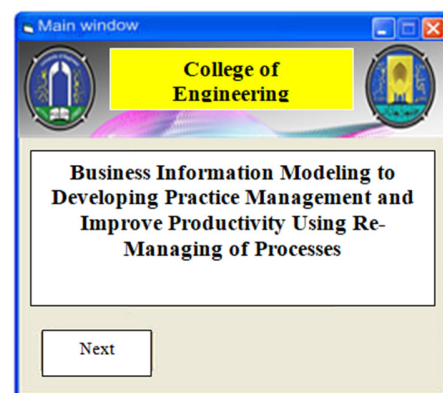 Main window
College of
Engineering
Business Information Modeling to
Developing Practice Management and
Improve Productivity Using Re-
Managing of Processes
Next